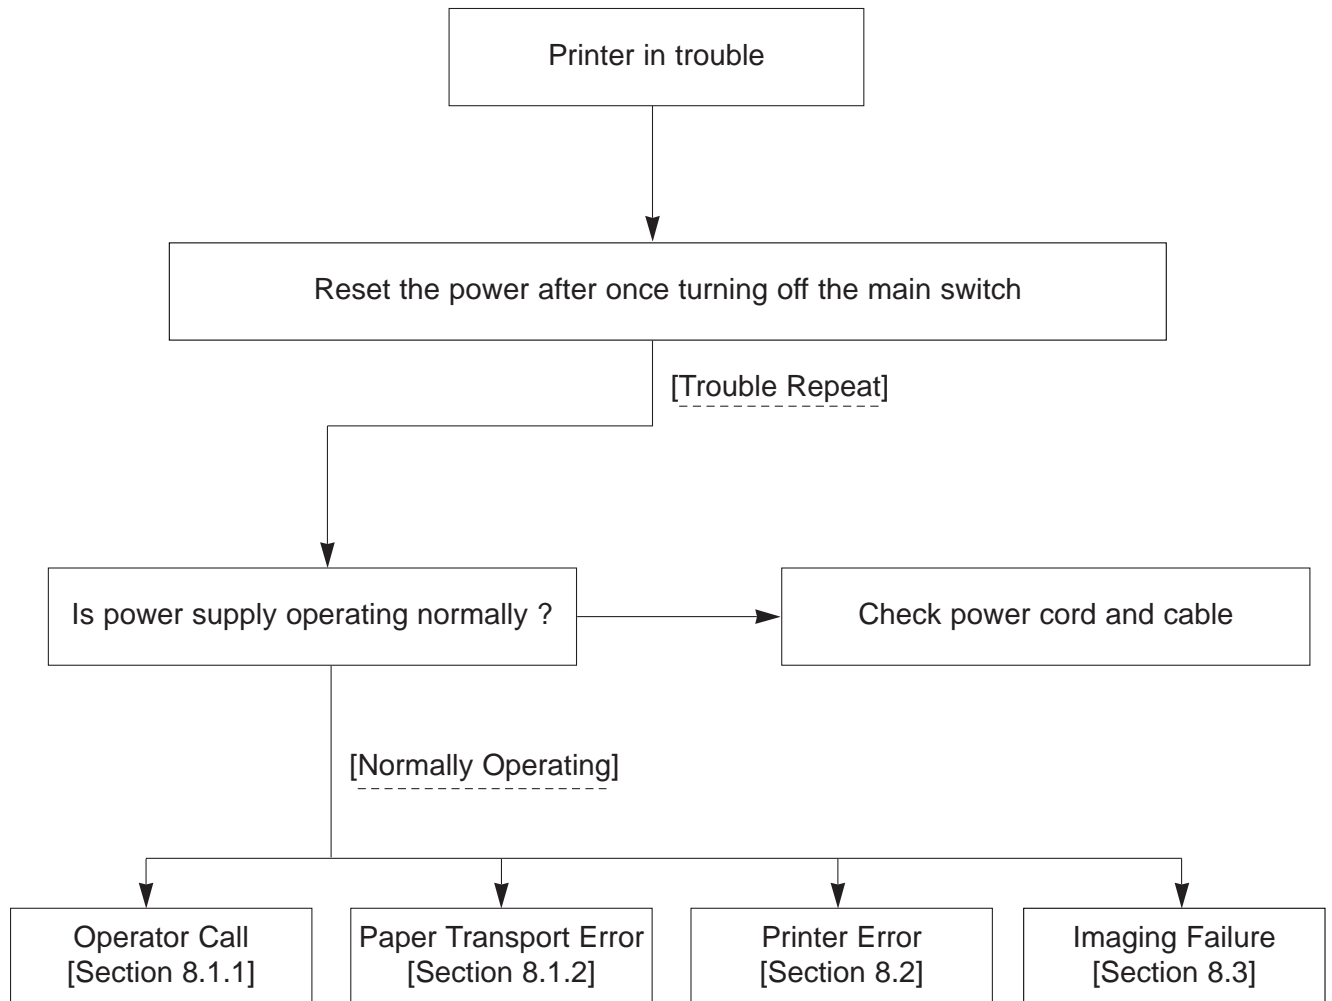 Printer in trouble
Reset the power after once turning off the main switch
[Trouble Repeat]
Is power supply operating normally ?
Check power cord and cable
[Normally Operating]
Operator Call
[Section 8.1.1]
Paper Transport Error
[Section 8.1.2]
Printer Error
[Section 8.2]
Imaging Failure
[Section 8.3]